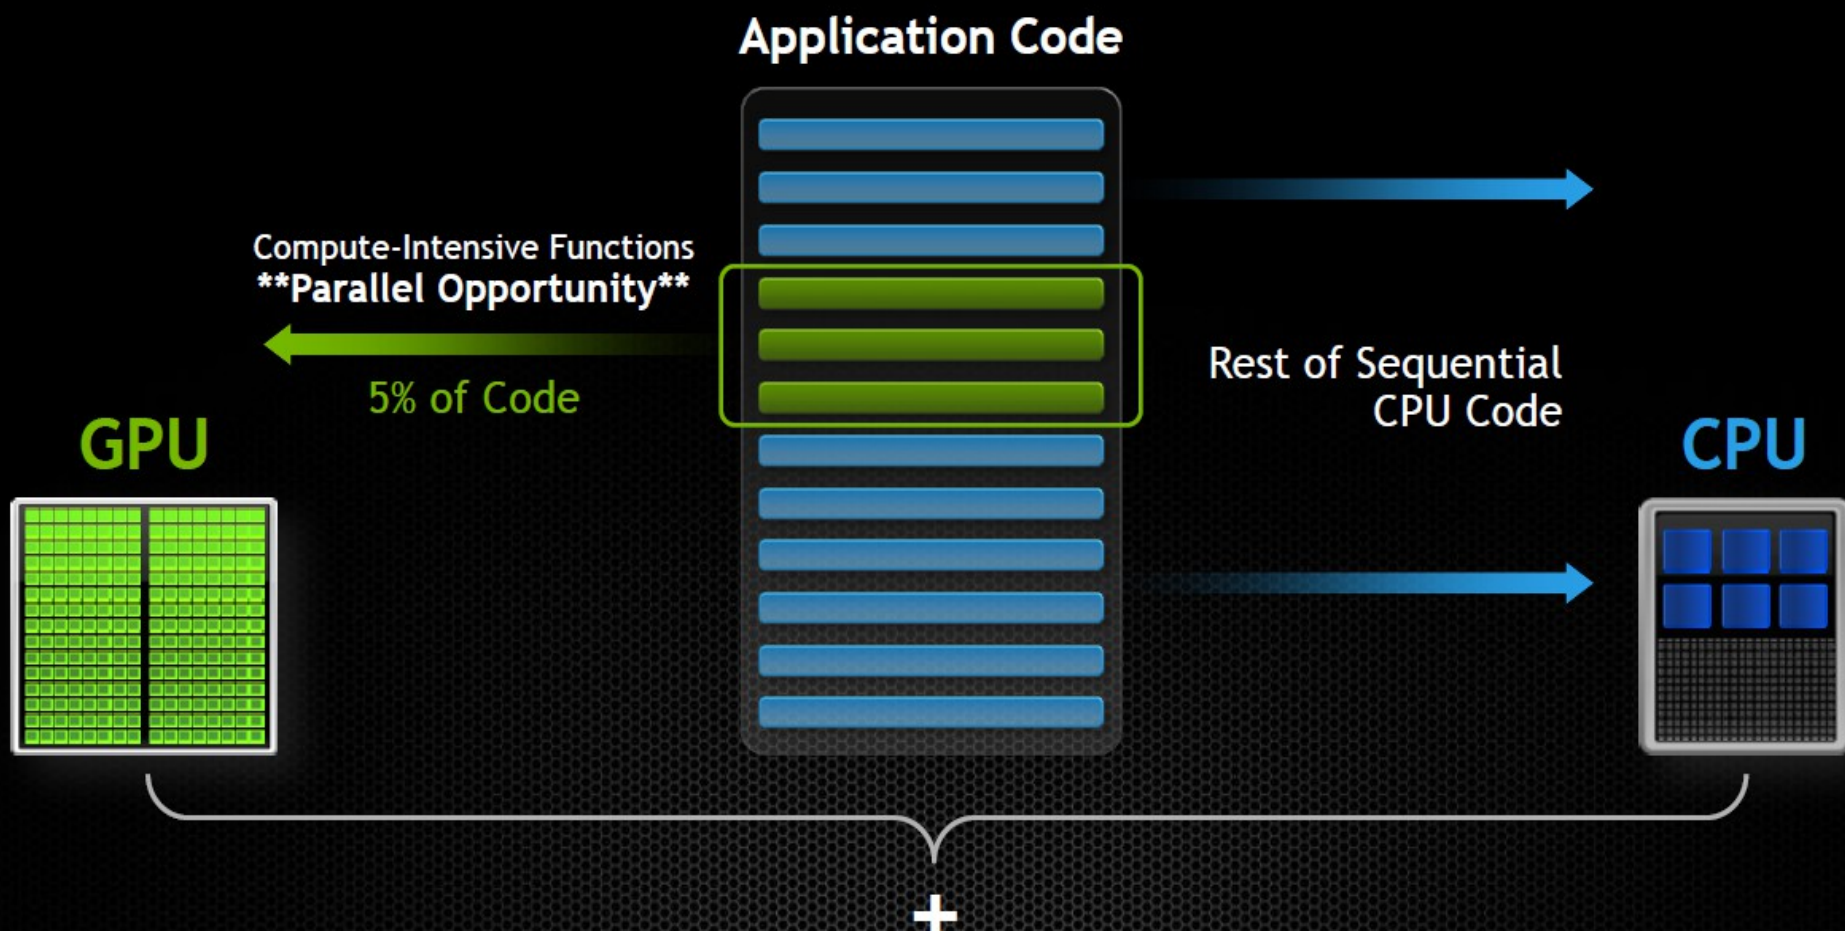 Application Code
Compute-Intensive Functions
**Parallel Opportunity**
5% of Code
Rest of Sequential
CPU Code
GPU
CPU
+